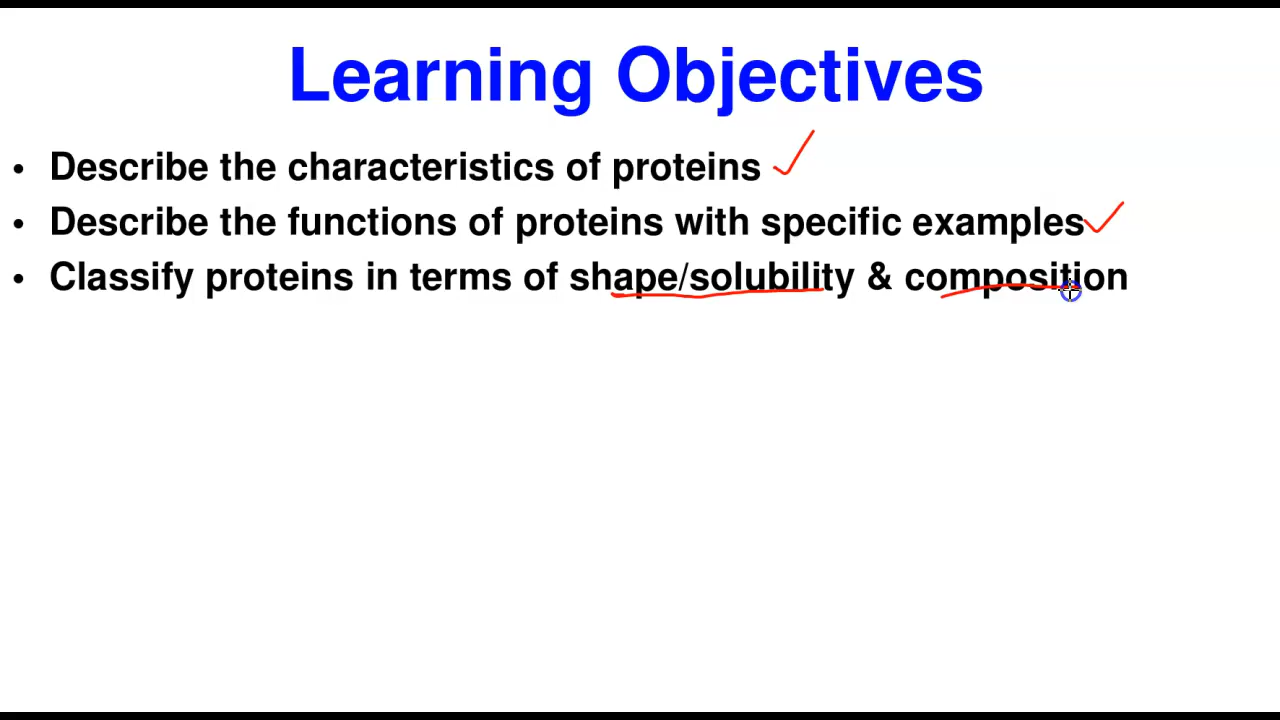 Learning Objectives
• Describe the characteristics of proteins
• Describe the functions of proteins with specific examples
• Classify proteins in terms of shape/solubility & composition